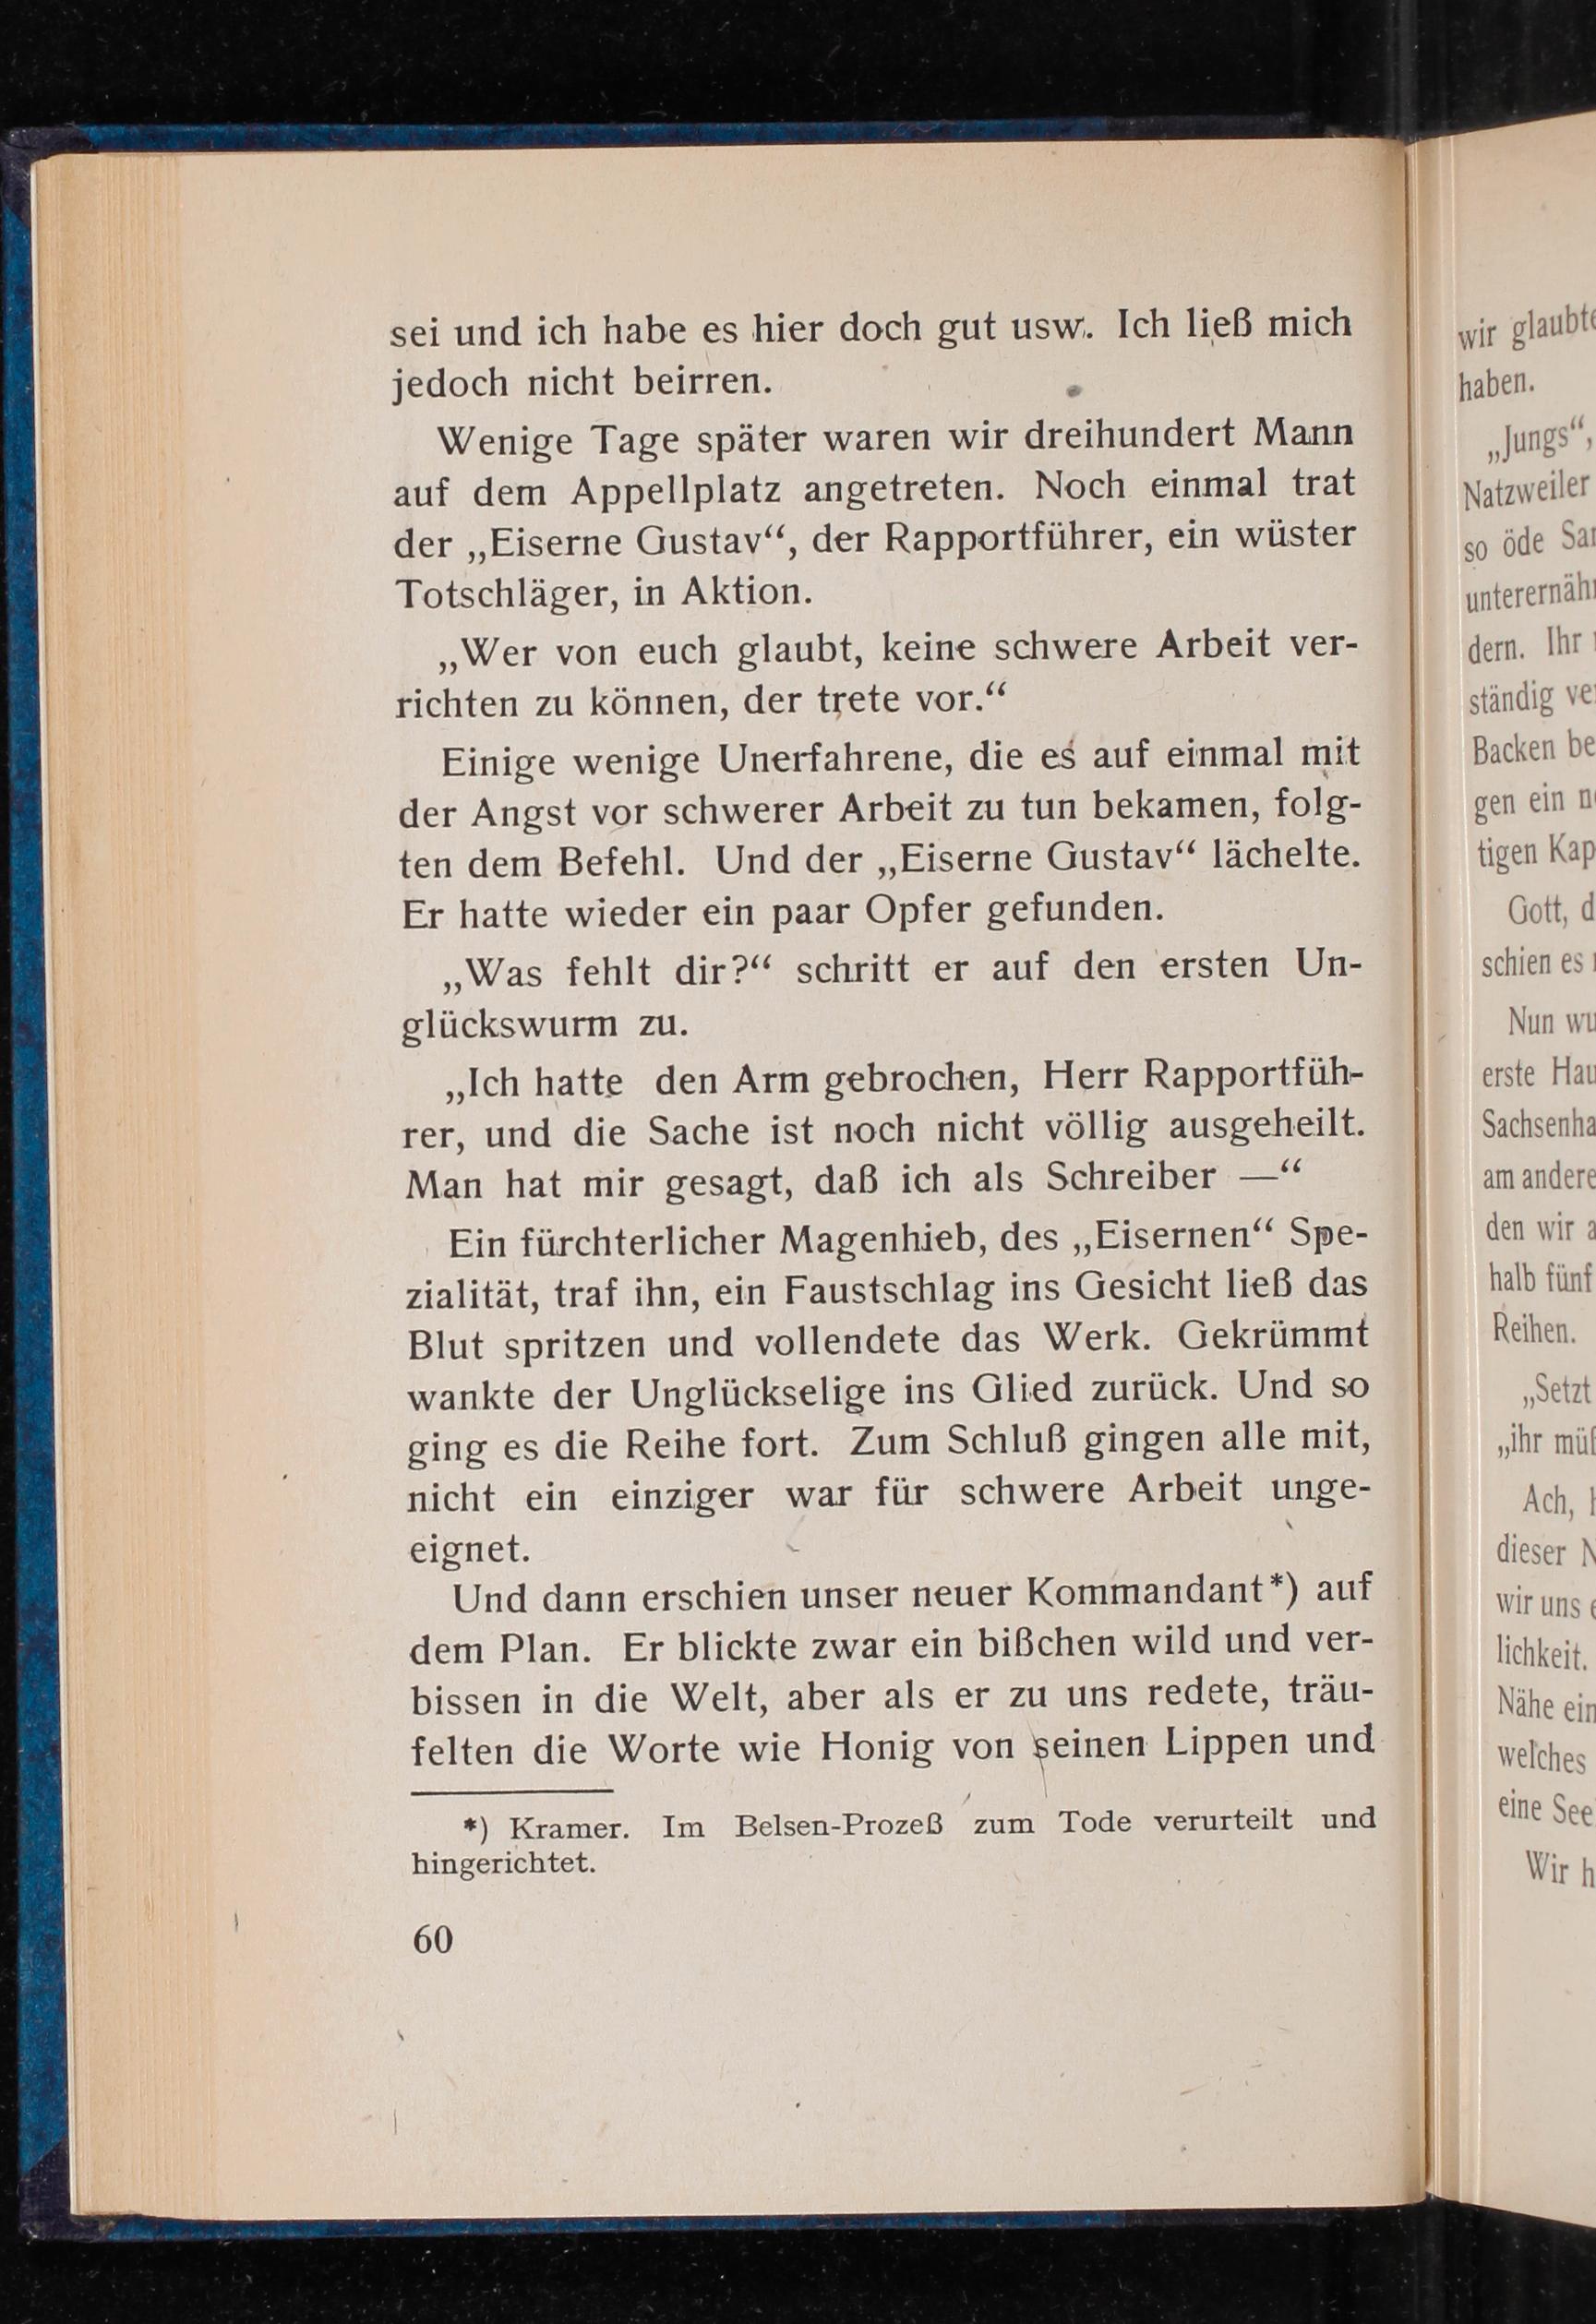 sei und ich habe es hier doch gut usw. Ich ließ mich
jedoch nicht beirren.
Wenige Tage später waren wir dreihundert Mann
auf dem Appellplatz angetreten. Noch einmal trat
der „Eiserne Gustav“, der Rapportführer, ein wüster
Totschläger, in Aktion.
„Wer von euch glaubt, keine schwere Arbeit ver-
richten zu können, der trete vor.“
Einige wenige Unerfahrene, die es auf einmal mit
der Angst vor schwerer Arbeit zu tun bekamen, folg-
ten dem Befehl. Und der „Eiserne Gustav“ lächelte.
Er hatte wieder ein paar Opfer gefunden.
„Was fehlt dir?“ schritt er auf den ersten Un-
glückswurm zu.
„Ich hatte den Arm gebrochen, Herr Rapportfüh-
rer, und die Sache ist noch nicht völlig ausgeheilt.
Man hat mir gesagt, daß ich als Schreiber —“
Ein fürchterlicher Magenhieb, des „Eisernen“ Spe-
zialität, traf ihn, ein Faustschlag ins Gesicht ließ das
Blut spritzen und vollendete das Werk. Gekrümmt
wankte der Unglückselige ins Glied zurück. Und so
ging es die Reihe fort. Zum Schluß gingen alle mit,
nicht ein einziger war für schwere Arbeit unge-
eignet.
Und dann erschien unser neuer Kommandant*) auf
dem Plan. Er blickte zwar ein bißchen wild und ver-
bissen in die Welt, aber als er zu uns redete, träu-
felten die Worte wie Honig von seinen Lippen und
*) Kramer. Im Belsen-Prozeß zum Tode verurteilt und
hingerichtet.
60
wir
haben.
„Jungs“,
Natzweiler
so öde
dern. Ihr
ständig
Backen
gen ein
tigen
Gott,
schien es
Nun
erste
am
den wir
halb fünf
Reihen.
„Setzt
„ihr
Ach,
dieser
wir uns
lichkeit.
Nähe
welches
eine
Wir